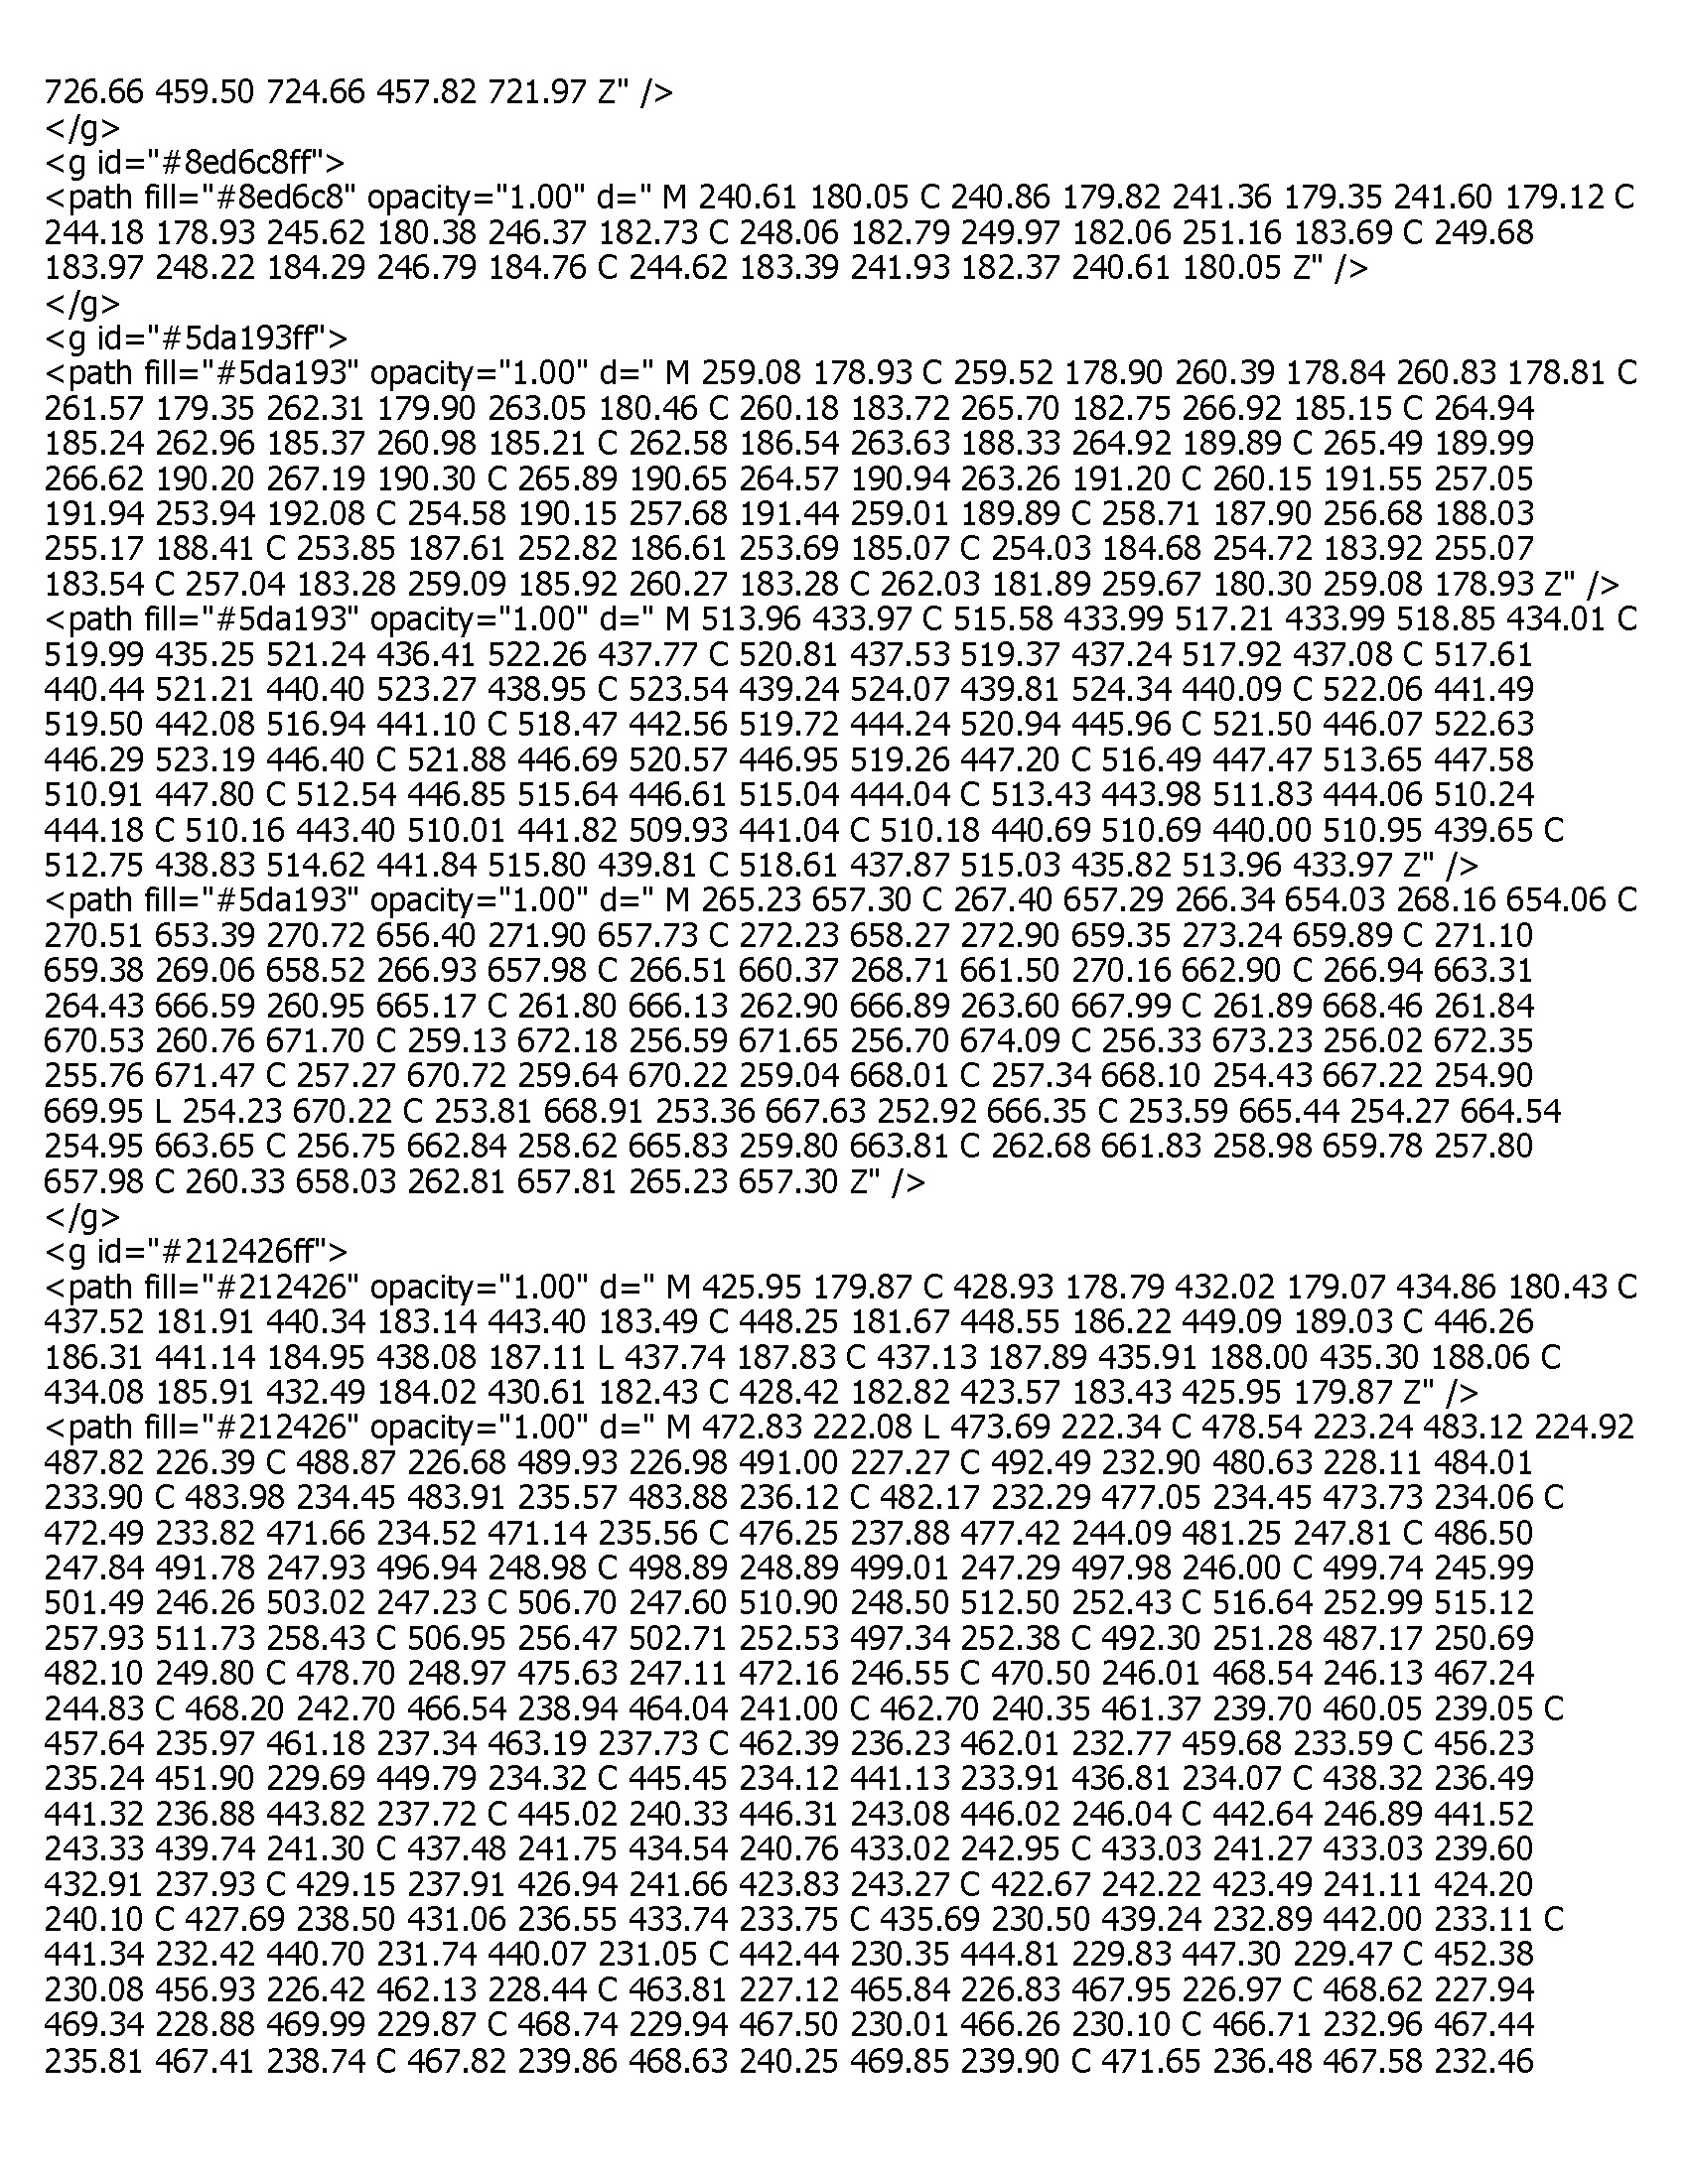 726.66 459.50 724.66 457.82 721.97 Z" />
</g>
<g id="#8ed6c8ff">
<path fill="#8ed6c8" opacity="1.00" d=" M 240.61 180.05 C 240.86 179.82 241.36 179.35 241.60 179.12 C
244.18 178.93 245.62 180.38 246.37 182.73 C 248.06 182.79 249.97 182.06 251.16 183.69 C 249.68
183.97 248.22 184.29 246.79 184.76 C 244.62 183.39 241.93 182.37 240.61 180.05 Z" />
</g>
<g id="#5da193ff">
<path fill="#5da193" opacity="1.00" d=" M 259.08 178.93 C 259.52 178.90 260.39 178.84 260.83 178.81 C
261.57 179.35 262.31 179.90 263.05 180.46 C 260.18 183.72 265.70 182.75 266.92 185.15 C 264.94
185.24 262.96 185.37 260.98 185.21 C 262.58 186.54 263.63 188.33 264.92 189.89 C 265.49 189.99
266.62 190.20 267.19 190.30 C 265.89 190.65 264.57 190.94 263.26 191.20 C 260.15 191.55 257.05
191.94 253.94 192.08 C 254.58 190.15 257.68 191.44 259.01 189.89 C 258.71 187.90 256.68 188.03
255.17 188.41 C 253.85 187.61 252.82 186.61 253.69 185.07 C 254.03 184.68 254.72 183.92 255.07
183.54 C 257.04 183.28 259.09 185.92 260.27 183.28 C 262.03 181.89 259.67 180.30 259.08 178.93 Z" />
<path fill="#5da193" opacity="1.00" d=" M 513.96 433.97 C 515.58 433.99 517.21 433.99 518.85 434.01 C
519.99 435.25 521.24 436.41 522.26 437.77 C 520.81 437.53 519.37 437.24 517.92 437.08 C 517.61
440.44 521.21 440.40 523.27 438.95 C 523.54 439.24 524.07 439.81 524.34 440.09 C 522.06 441.49
519.50 442.08 516.94 441.10 C 518.47 442.56 519.72 444.24 520.94 445.96 C 521.50 446.07 522.63
446.29 523.19 446.40 C 521.88 446.69 520.57 446.95 519.26 447.20 C 516.49 447.47 513.65 447.58
510.91 447.80 C 512.54 446.85 515.64 446.61 515.04 444.04 C 513.43 443.98 511.83 444.06 510.24
444.18 C 510.16 443.40 510.01 441.82 509.93 441.04 C 510.18 440.69 510.69 440.00 510.95 439.65 C
512.75 438.83 514.62 441.84 515.80 439.81 C 518.61 437.87 515.03 435.82 513.96 433.97 Z" />
<path fill="#5da193" opacity="1.00" d=" M 265.23 657.30 C 267.40 657.29 266.34 654.03 268.16 654.06 C
270.51 653.39 270.72 656.40 271.90 657.73 C 272.23 658.27 272.90 659.35 273.24 659.89 C 271.10
659.38 269.06 658.52 266.93 657.98 C 266.51 660.37 268.71 661.50 270.16 662.90 C 266.94 663.31
264.43 666.59 260.95 665.17 C 261.80 666.13 262.90 666.89 263.60 667.99 C 261.89 668.46 261.84
670.53 260.76 671.70 C 259.13 672.18 256.59 671.65 256.70 674.09 C 256.33 673.23 256.02 672.35
255.76 671.47 C 257.27 670.72 259.64 670.22 259.04 668.01 C 257.34 668.10 254.43 667.22 254.90
669.95 L 254.23 670.22 C 253.81 668.91 253.36 667.63 252.92 666.35 C 253.59 665.44 254.27 664.54
254.95 663.65 C 256.75 662.84 258.62 665.83 259.80 663.81 C 262.68 661.83 258.98 659.78 257.80
657.98 C 260.33 658.03 262.81 657.81 265.23 657.30 Z" />
</g>
<g id="#212426ff">
<path fill="#212426" opacity="1.00" d=" M 425.95 179.87 C 428.93 178.79 432.02 179.07 434.86 180.43 C
437.52 181.91 440.34 183.14 443.40 183.49 C 448.25 181.67 448.55 186.22 449.09 189.03 C 446.26
186.31 441.14 184.95 438.08 187.11 L 437.74 187.83 C 437.13 187.89 435.91 188.00 435.30 188.06 C
434.08 185.91 432.49 184.02 430.61 182.43 C 428.42 182.82 423.57 183.43 425.95 179.87 Z" />
<path fill="#212426" opacity="1.00" d=" M 472.83 222.08 L 473.69 222.34 C 478.54 223.24 483.12 224.92
487.82 226.39 C 488.87 226.68 489.93 226.98 491.00 227.27 C 492.49 232.90 480.63 228.11 484.01
233.90 C 483.98 234.45 483.91 235.57 483.88 236.12 C 482.17 232.29 477.05 234.45 473.73 234.06 C
472.49 233.82 471.66 234.52 471.14 235.56 C 476.25 237.88 477.42 244.09 481.25 247.81 C 486.50
247.84 491.78 247.93 496.94 248.98 C 498.89 248.89 499.01 247.29 497.98 246.00 C 499.74 245.99
501.49 246.26 503.02 247.23 C 506.70 247.60 510.90 248.50 512.50 252.43 C 516.64 252.99 515.12
257.93 511.73 258.43 C 506.95 256.47 502.71 252.53 497.34 252.38 C 492.30 251.28 487.17 250.69
482.10 249.80 C 478.70 248.97 475.63 247.11 472.16 246.55 C 470.50 246.01 468.54 246.13 467.24
244.83 C 468.20 242.70 466.54 238.94 464.04 241.00 C 462.70 240.35 461.37 239.70 460.05 239.05 C
457.64 235.97 461.18 237.34 463.19 237.73 C 462.39 236.23 462.01 232.77 459.68 233.59 C 456.23
235.24 451.90 229.69 449.79 234.32 C 445.45 234.12 441.13 233.91 436.81 234.07 C 438.32 236.49
441.32 236.88 443.82 237.72 C 445.02 240.33 446.31 243.08 446.02 246.04 C 442.64 246.89 441.52
243.33 439.74 241.30 C 437.48 241.75 434.54 240.76 433.02 242.95 C 433.03 241.27 433.03 239.60
432.91 237.93 C 429.15 237.91 426.94 241.66 423.83 243.27 C 422.67 242.22 423.49 241.11 424.20
240.10 C 427.69 238.50 431.06 236.55 433.74 233.75 C 435.69 230.50 439.24 232.89 442.00 233.11 C
441.34 232.42 440.70 231.74 440.07 231.05 C 442.44 230.35 444.81 229.83 447.30 229.47 C 452.38
230.08 456.93 226.42 462.13 228.44 C 463.81 227.12 465.84 226.83 467.95 226.97 C 468.62 227.94
469.34 228.88 469.99 229.87 C 468.74 229.94 467.50 230.01 466.26 230.10 C 466.71 232.96 467.44
235.81 467.41 238.74 C 467.82 239.86 468.63 240.25 469.85 239.90 C 471.65 236.48 467.58 232.46